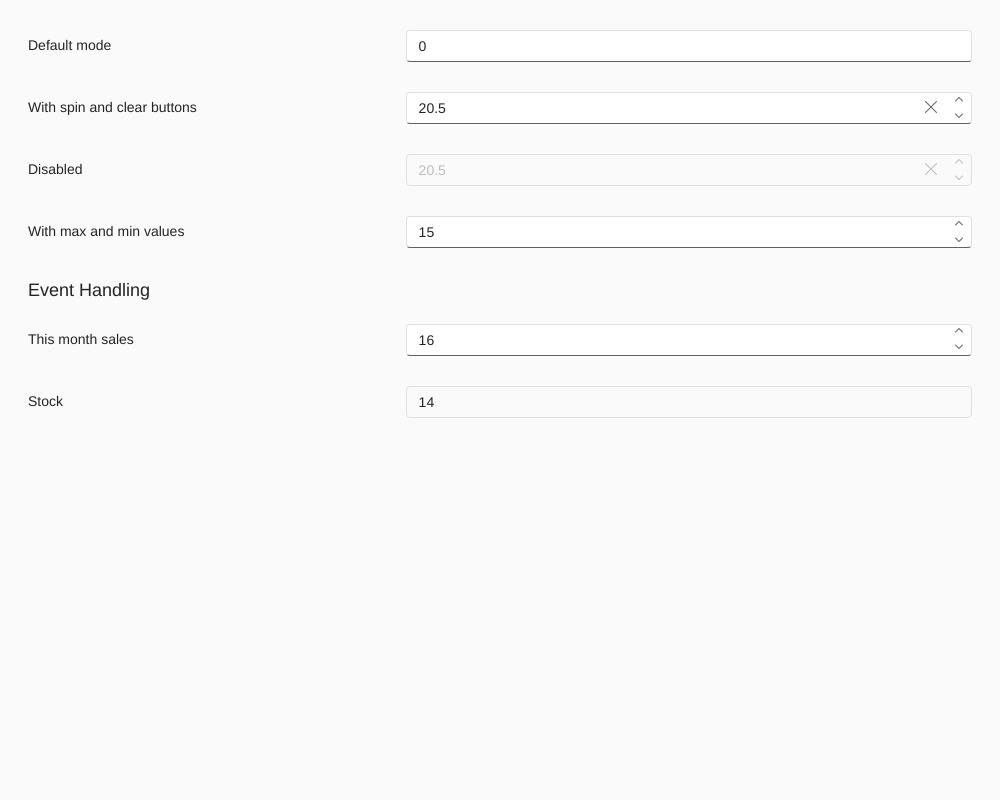 Default mode
0
With spin and clear buttons
20.5
Disabled
20.5
With max and min values
15
Event Handling
This month sales
16
Stock
14